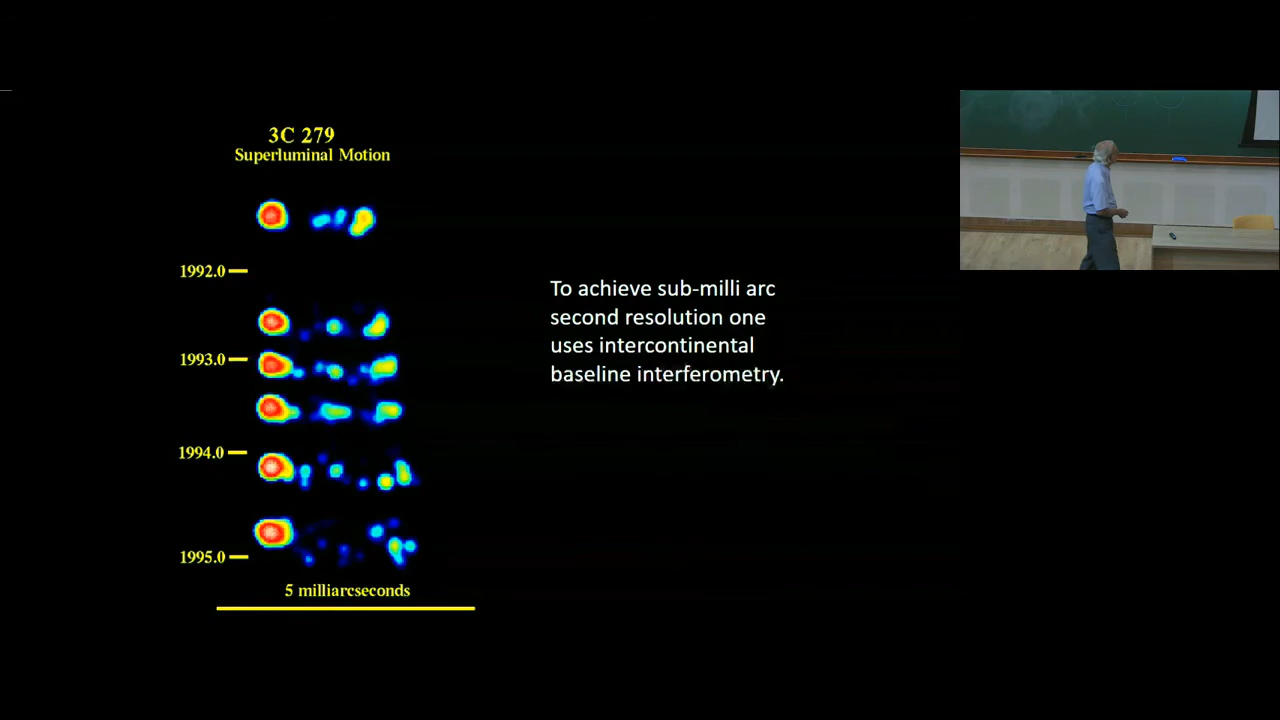 3C 279
Superluminal Motion
1992.0
1993.0
1994.0
1995.0
5 milliarcseconds
To achieve sub-milli arc
second resolution one
uses intercontinental
baseline interferometry.